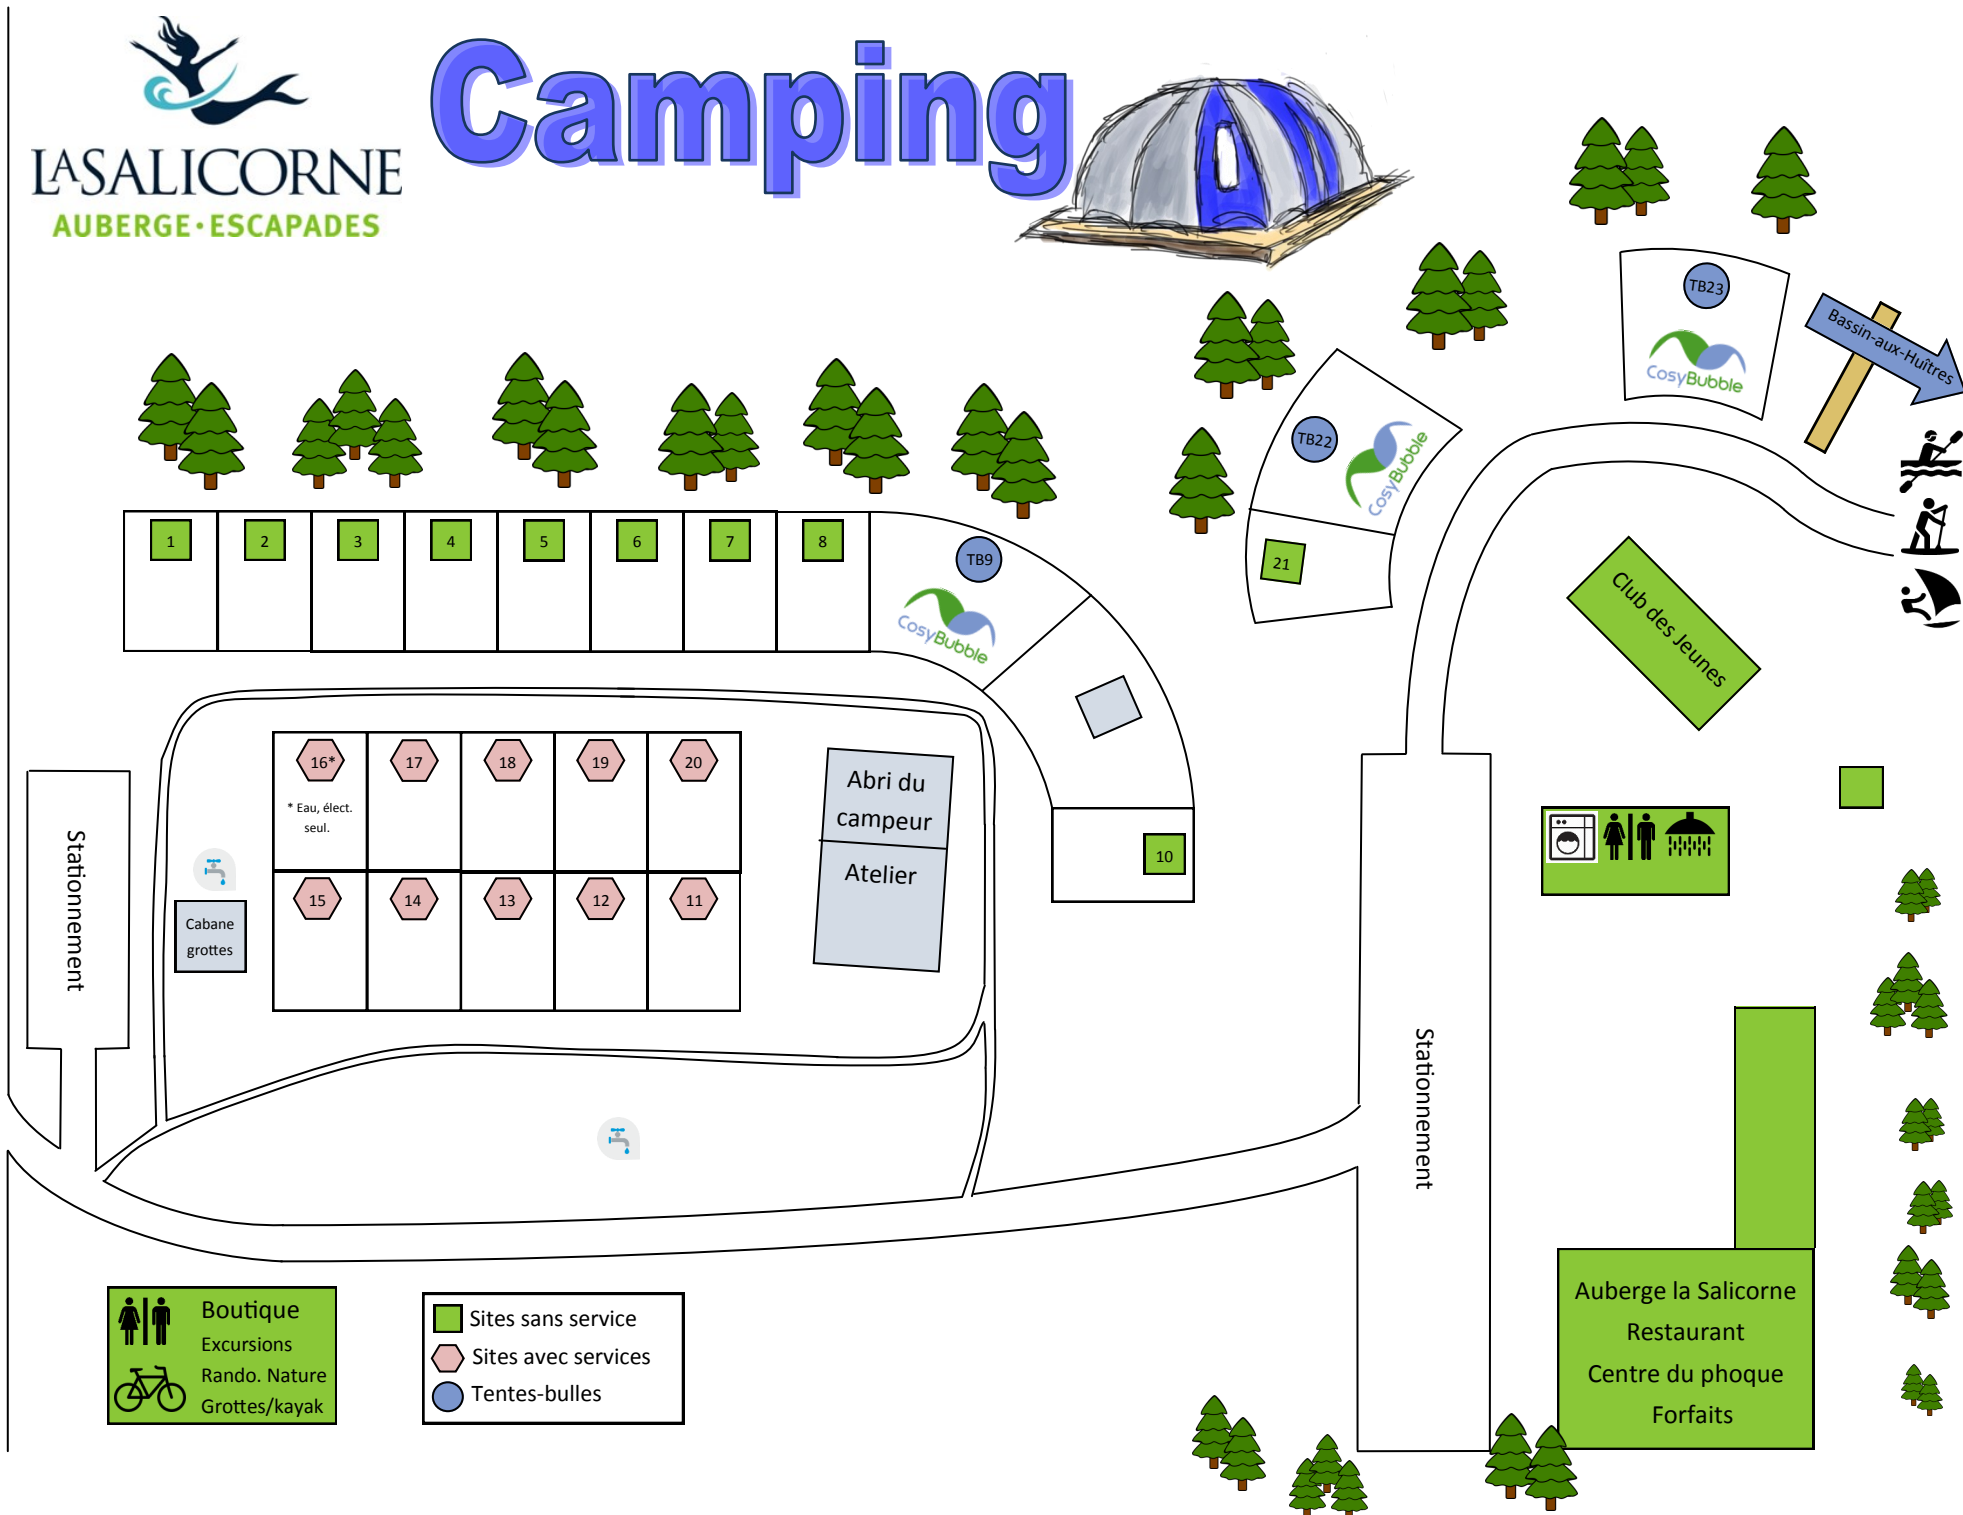 LASALICORNE
AUBERGE•ESCAPADES
Camping
TB23
CosyBubble
Bassin-aux-Huîtres
TB22
CosyBubble
21
1
2
3
4
5
6
7
8
TB9
CosyBubble
Club des Jeunes
16*
* Eau, élect.
seul.
17
18
19
20
Abri du
campeur
Atelier
10
Stationnement
Cabane
grottes
15
14
13
12
11
Stationnement
Boutique
Excursions
Rando. Nature
Grottes/kayak
Sites sans service
Sites avec services
Tentes-bulles
Auberge la Salicorne
Restaurant
Centre du phoque
Forfaits